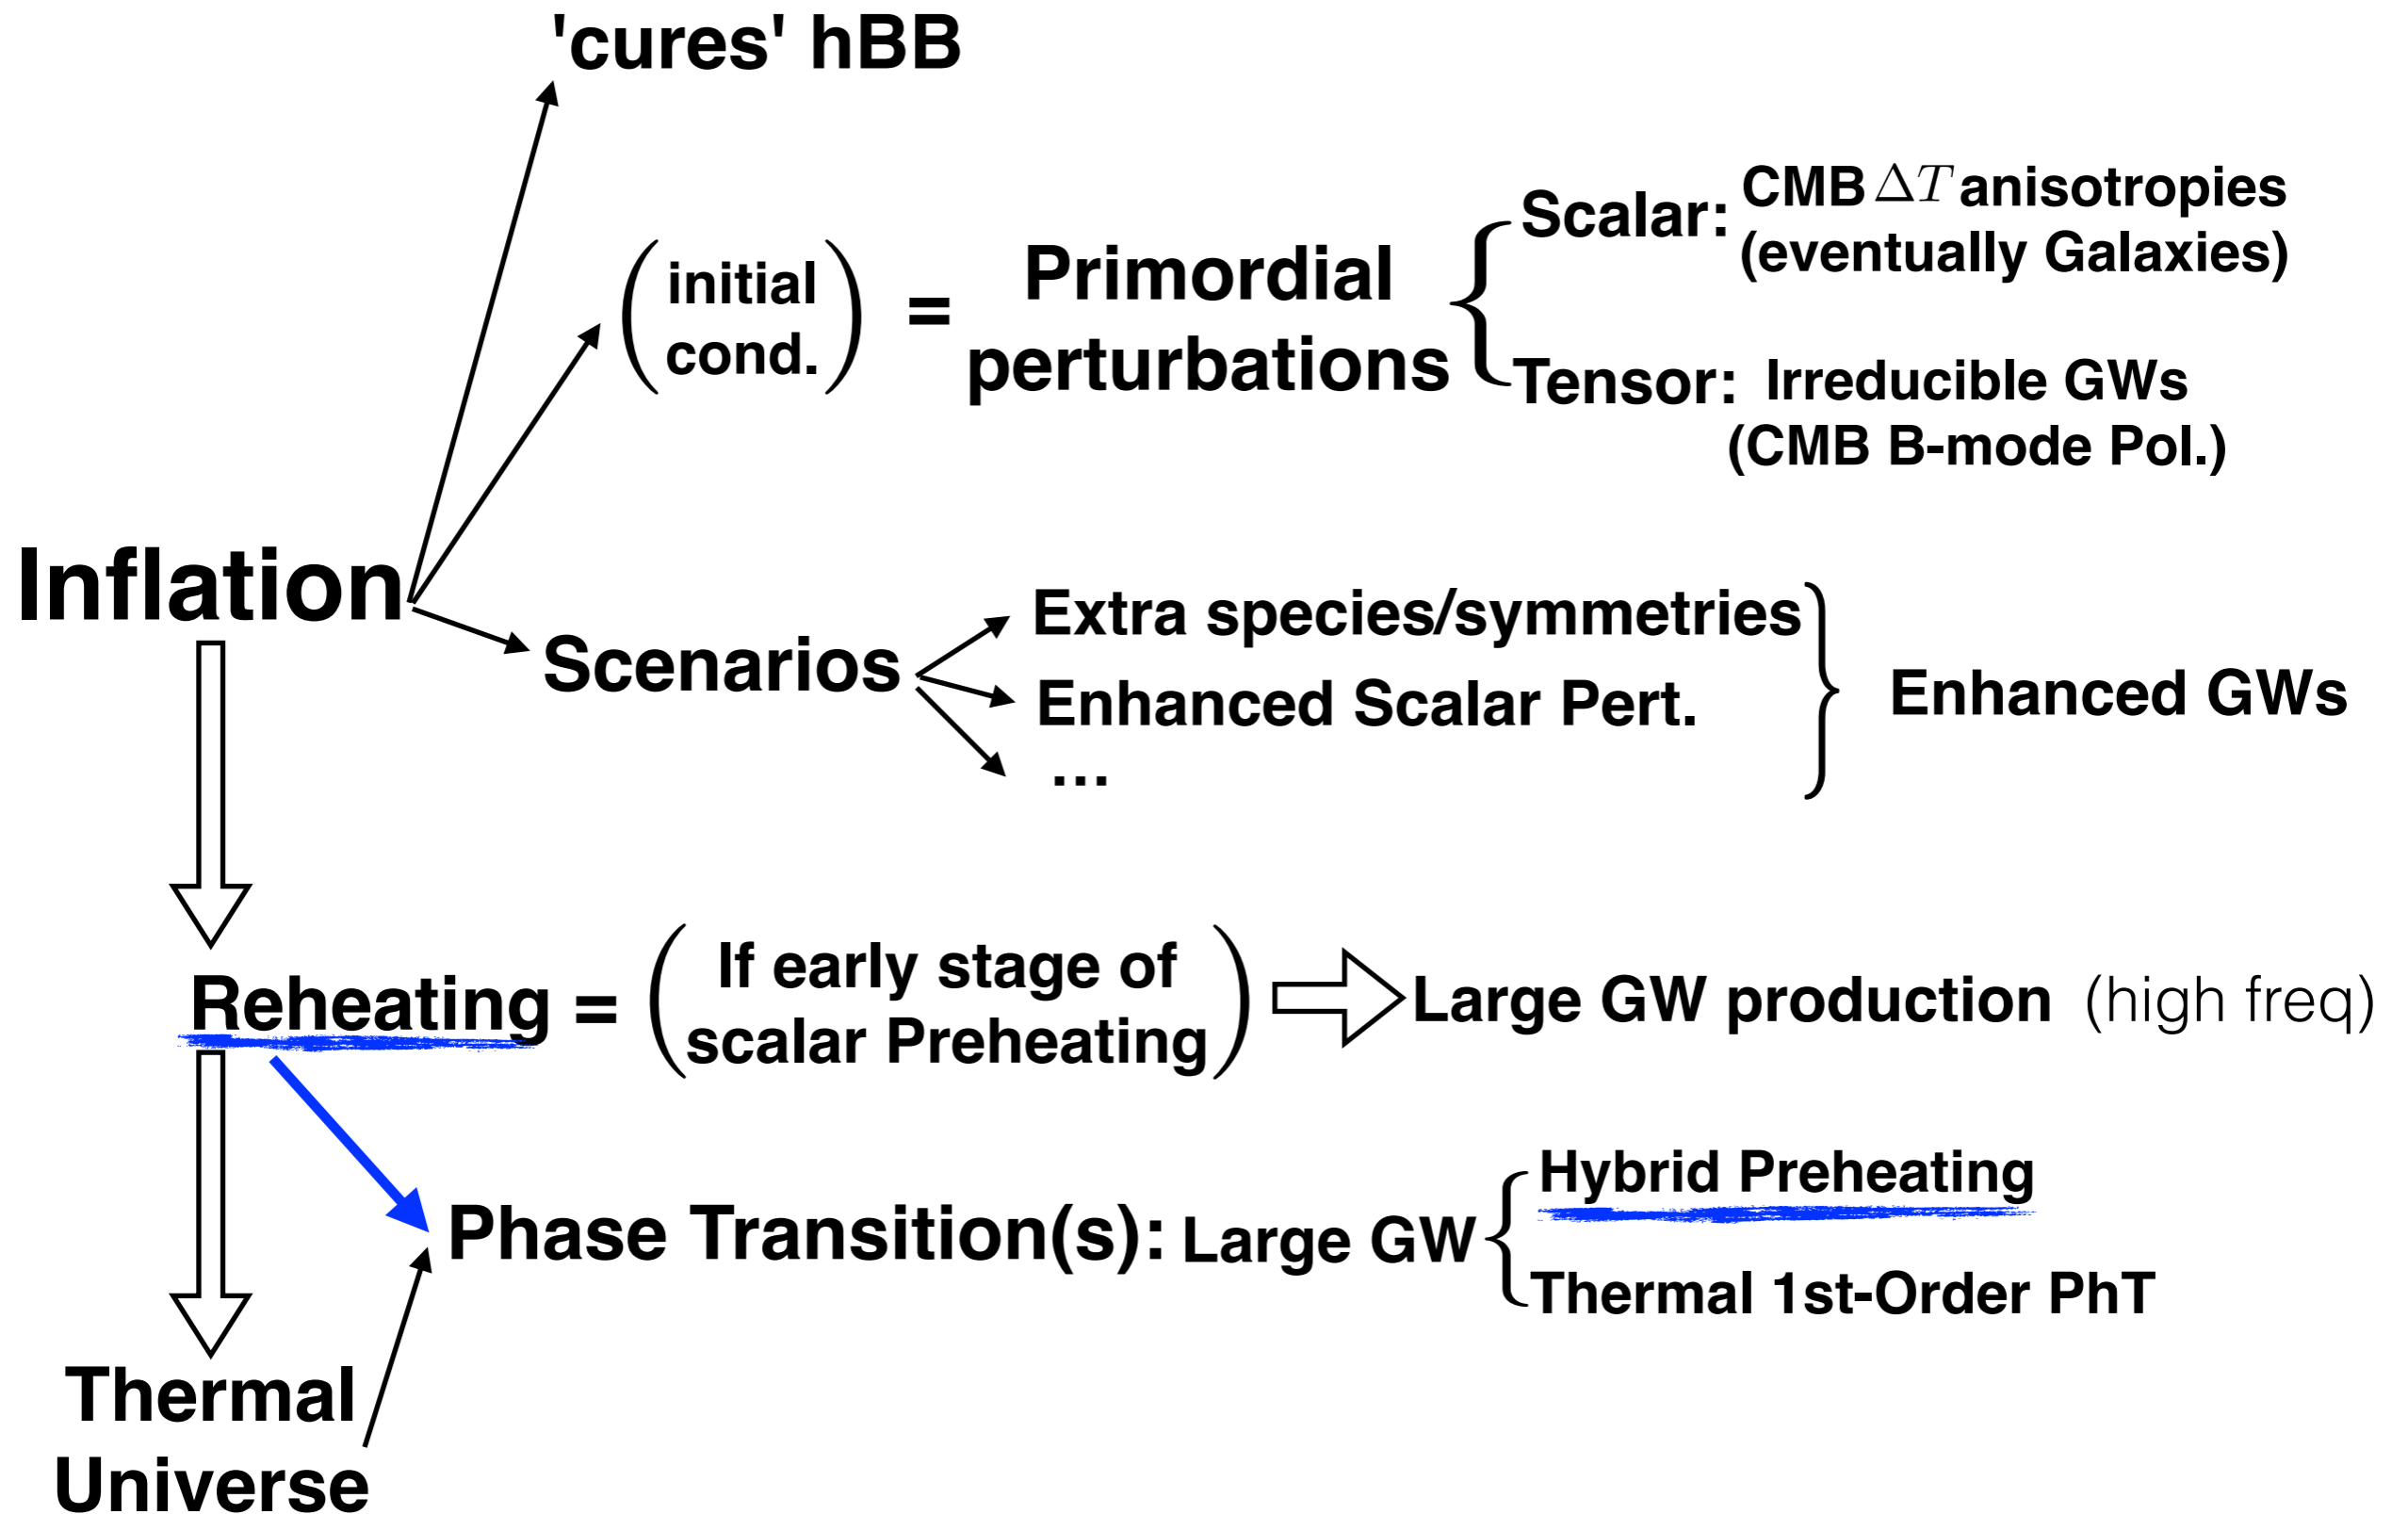 'cures' hBB
(initial cond.) = Primordial perturbations
Scalar: CMB ΔT anisotropies
(eventually Galaxies)
Tensor: Irreducible GWs
(CMB B-mode Pol.)
Inflation
Scenarios
Extra species/symmetries
Enhanced Scalar Pert.
...
Enhanced GWs
Reheating = (If early stage of scalar Preheating)
Large GW production (high freq)
Phase Transition(s): Large GW
Hybrid Preheating
Thermal 1st-Order PhT
Thermal
Universe